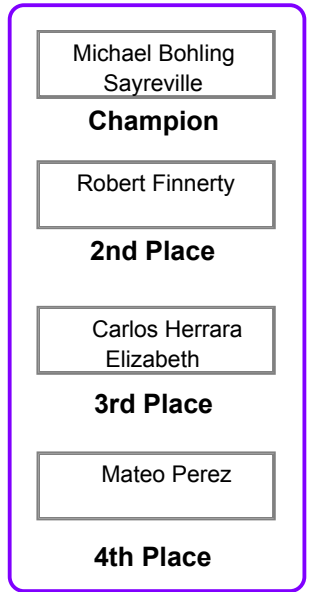 Michael Bohling
Sayreville
Champion
Robert Finnerty
2nd Place
Carlos Herrara
Elizabeth
3rd Place
Mateo Perez
4th Place